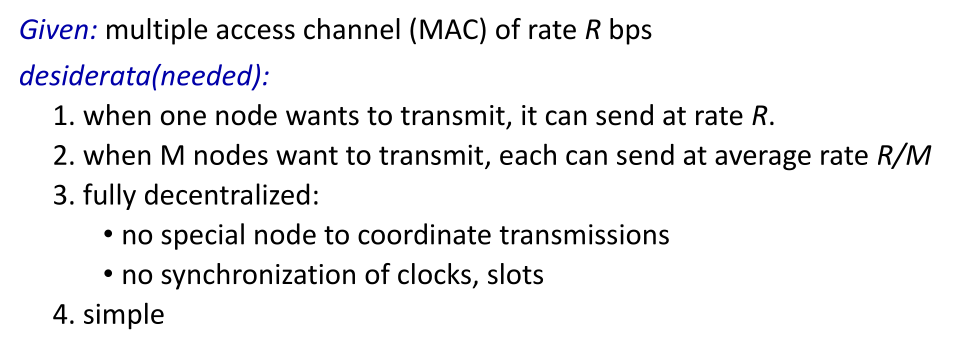 Given: multiple access channel (MAC) of rate R bps
desiderata(needed):
1. when one node wants to transmit, it can send at rate R.
2. when M nodes want to transmit, each can send at average rate R/M
3. fully decentralized:
• no special node to coordinate transmissions
• no synchronization of clocks, slots
4. simple